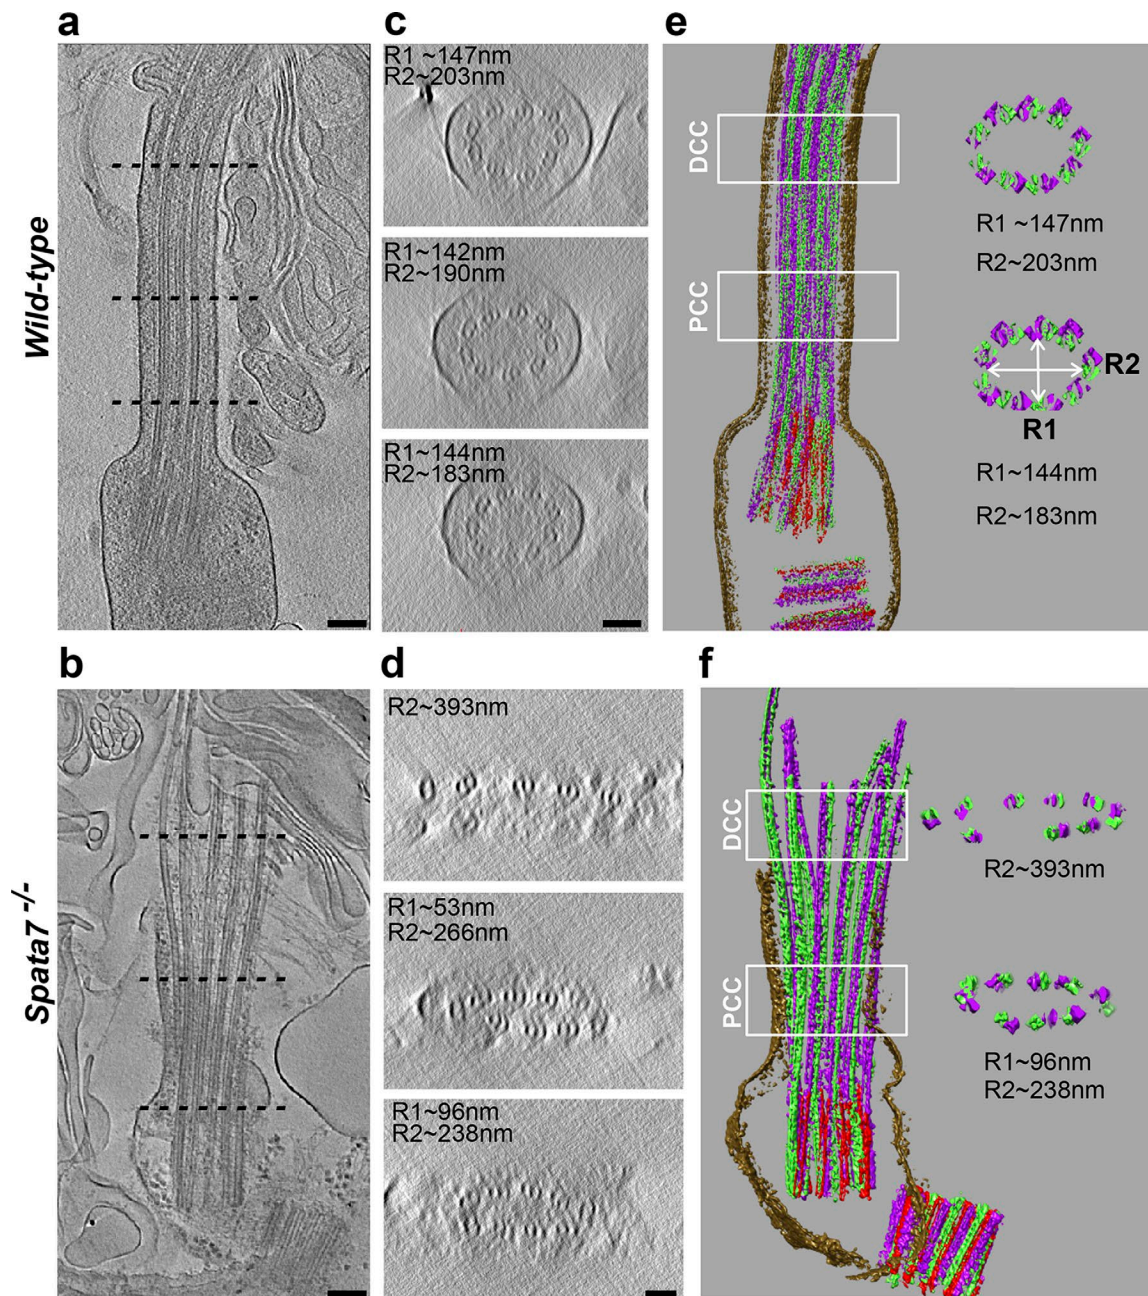 a
c
e
Wild-type
R1 ~147nm
R2~203nm
R1~142nm
R2~190nm
R1~144nm
R2~183nm
DCC
PCC
R1 ~147nm
R2~203nm
R2
R1
R1~144nm
R2~183nm
b
d
f
Spata7 -/-
R2~393nm
R1~53nm
R2~266nm
R1~96nm
R2~238nm
DCC
PCC
R2~393nm
R1~96nm
R2~238nm